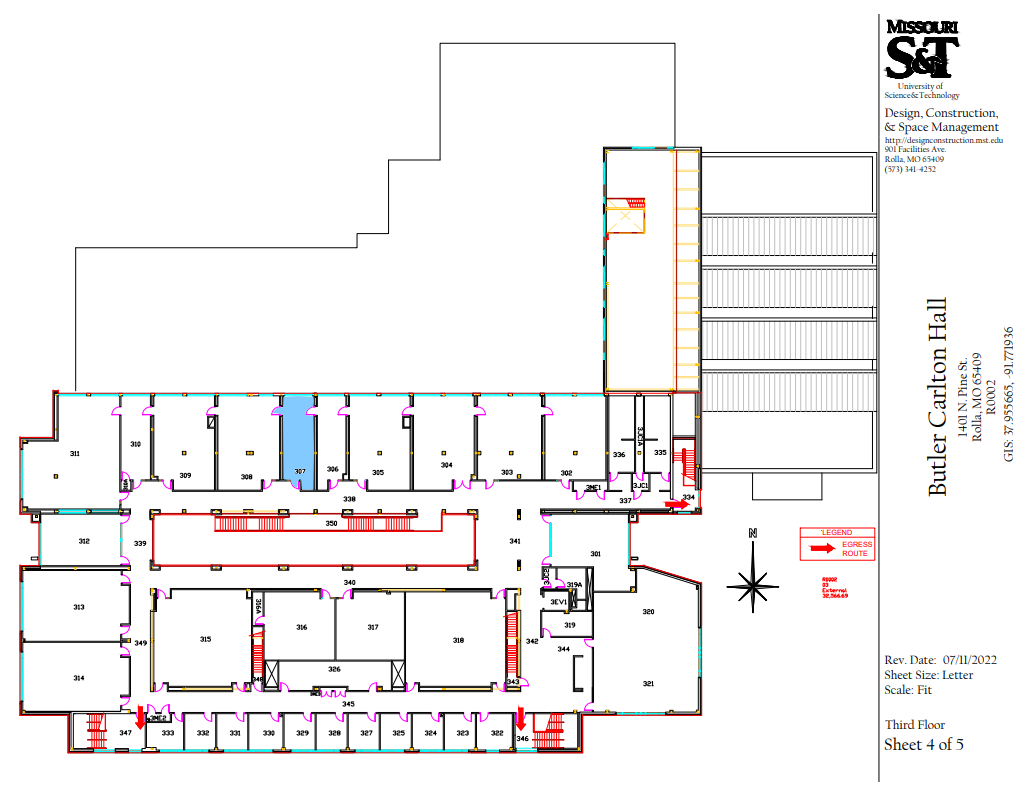 MISSOURI
S&T
University of
Science&Technology
Design, Construction,
& Space Management
http://designconstruction.mst.edu
901 Facilities Ave.
Rolla, MO 65409
(573) 341-4252
Butler Carlton Hall
1401 N. Pine St.
Rolla, MO 65409
R0002
GIS: 37.955665, -91.771936
311
310
309
308
307
306
305
304
303
302
336
3JC1A
335
3ME1
3JC1
337
334
338
350
312
339
341
301
340
3JC2
319A
3EV1
319
320
313
315
306A
316
317
318
342
344
349
314
326
348
343
321
345
347
3ME2
333
332
331
330
329
328
327
325
324
323
322
346
N
LEGEND
EGRESS
ROUTE
R0002
03
External
32,566.69
Rev. Date: 07/11/2022
Sheet Size: Letter
Scale: Fit
Third Floor
Sheet 4 of 5